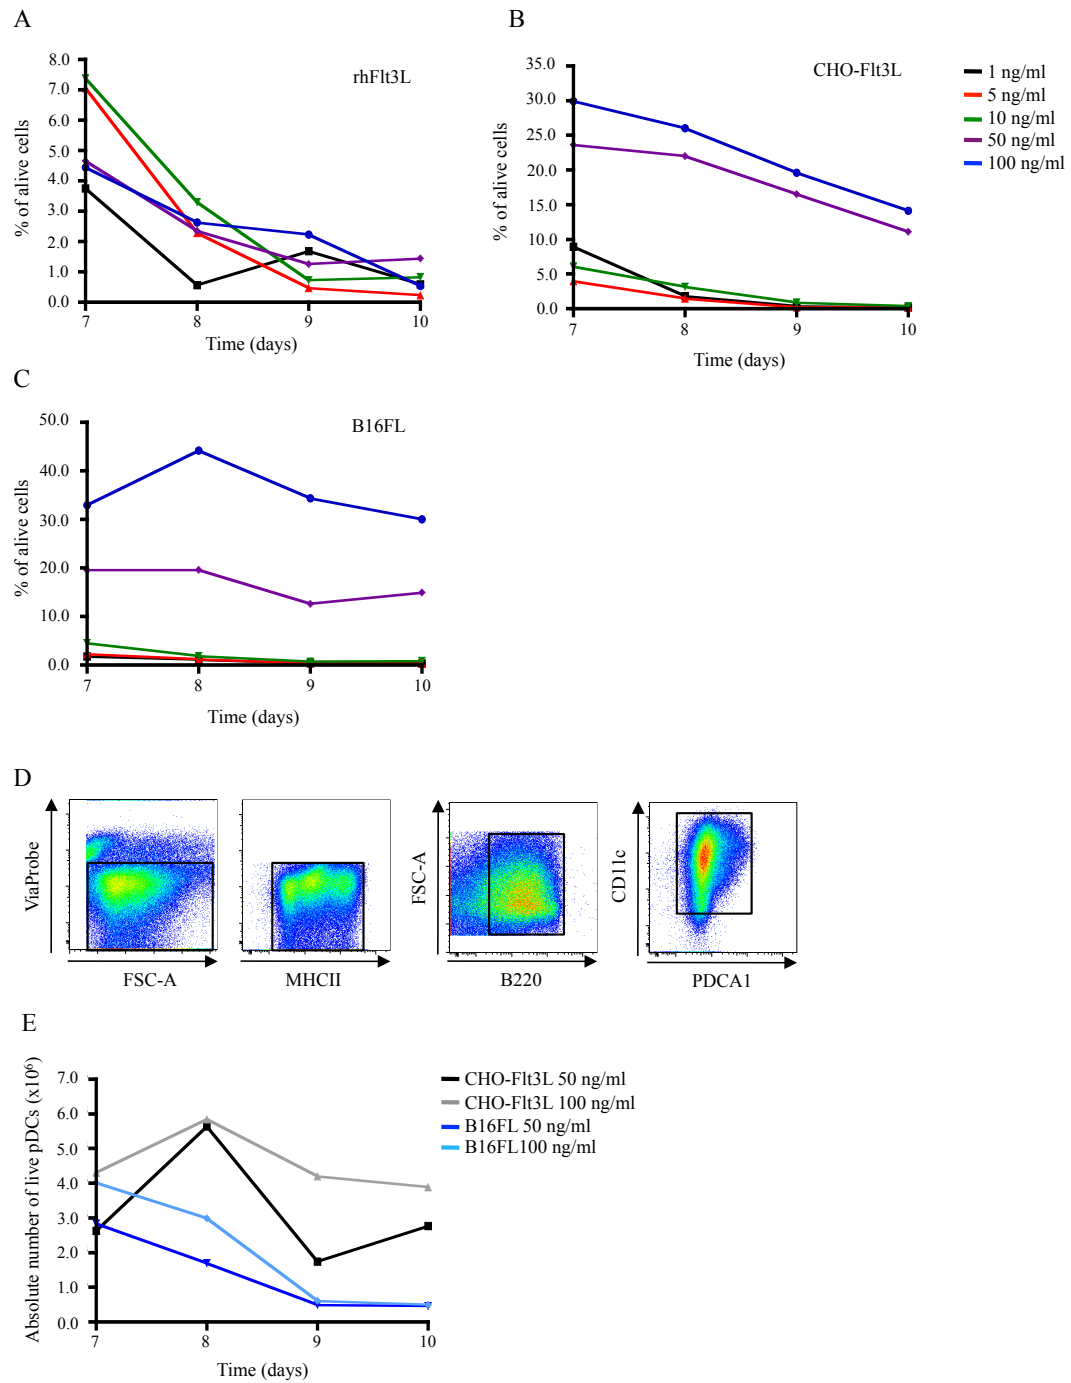 A
rhFlt3L
8.0
7.0
6.0
5.0
4.0
3.0
2.0
1.0
0.0
% of alive cells
7 8 9 10
Time (days)
B
CHO-Flt3L
35.0
30.0
25.0
20.0
15.0
10.0
5.0
0.0
% of alive cells
7 8 9 10
Time (days)
1 ng/ml
5 ng/ml
10 ng/ml
50 ng/ml
100 ng/ml
C
B16FL
50.0
40.0
30.0
20.0
10.0
0.0
% of alive cells
7 8 9 10
Time (days)
D
ViaProbe
FSC-A
MHCII
FSC-A
B220
CD11c
PDCA1
E
Absolute number of live pDCs (x10⁶)
7.0
6.0
5.0
4.0
3.0
2.0
1.0
0.0
7 8 9 10
Time (days)
CHO-Flt3L 50 ng/ml
CHO-Flt3L 100 ng/ml
B16FL 50 ng/ml
B16FL100 ng/ml